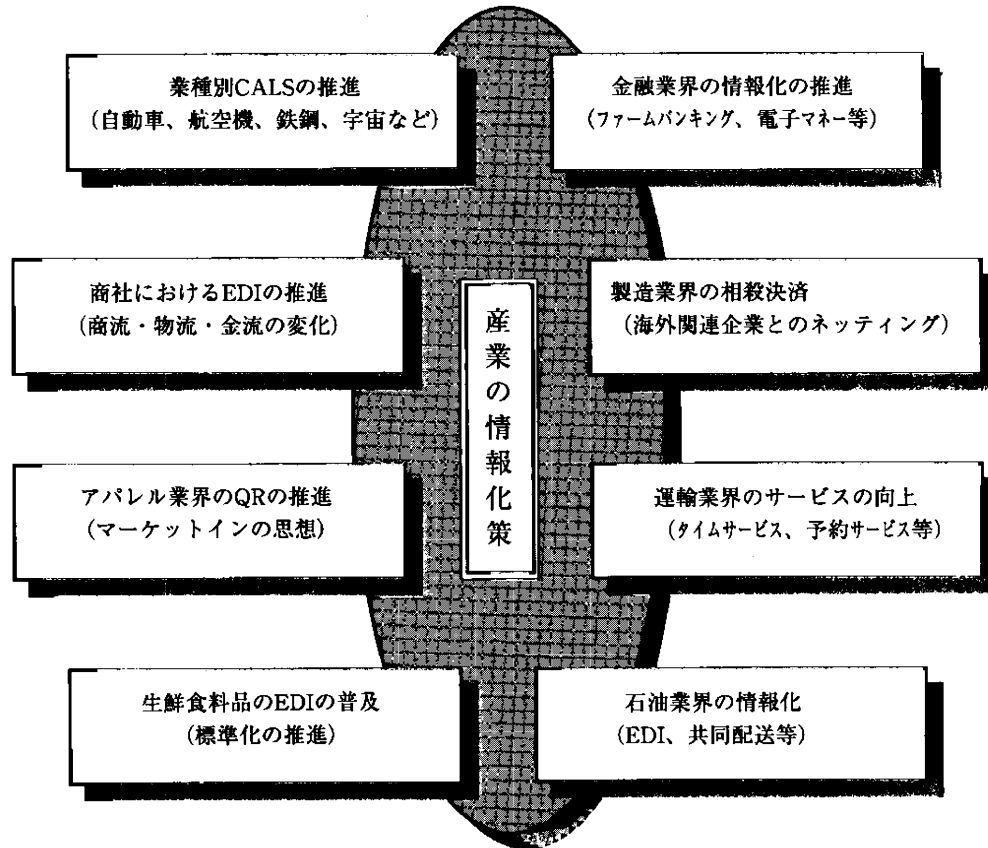 業種別CALSの推進
(自動車、航空機、鉄鋼、宇宙など)
金融業界の情報化の推進
(ファームバンキング、電子マネー等)
商社におけるEDIの推進
(商流・物流・金流の変化)
製造業界の相殺決済
(海外関連企業とのネッティング)
産業の情報化策
アパレル業界のQRの推進
(マーケットインの思想)
運輸業界のサービスの向上
(タイムサービス、予約サービス等)
生鮮食料品のEDIの普及
(標準化の推進)
石油業界の情報化
(EDI、共同配送等)